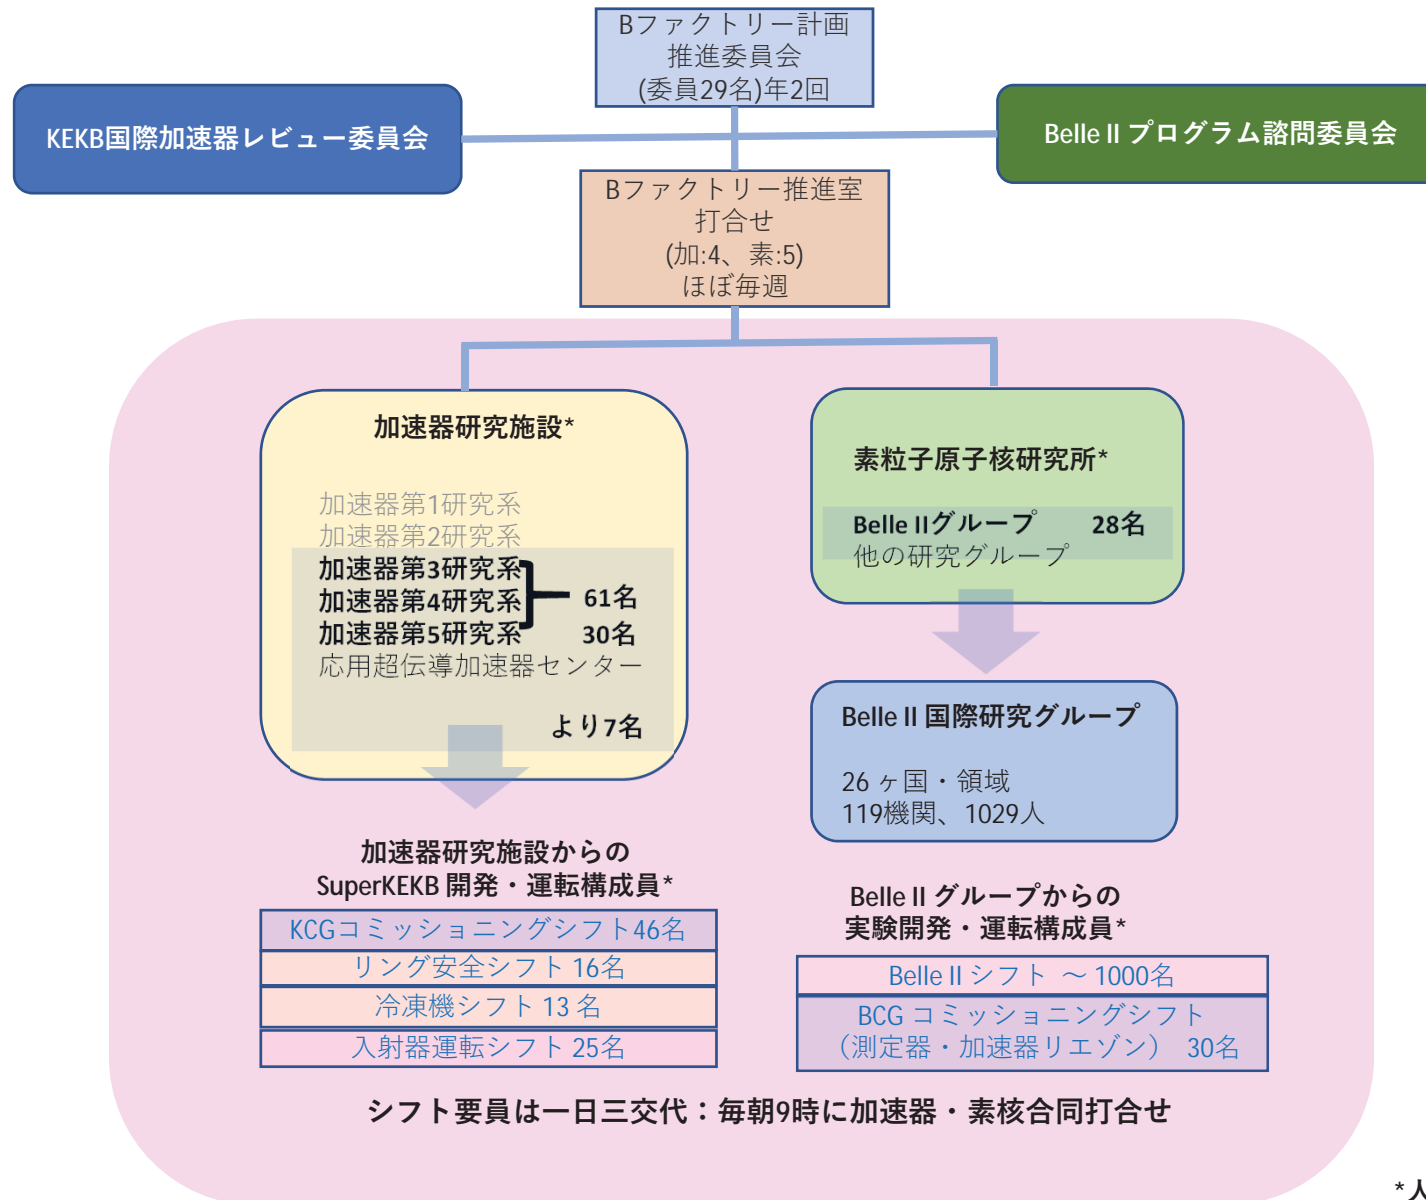 Bファクトリー計画
推進委員会
(委員29名)年2回
KEKB国際加速器レビュー委員会
Belle II プログラム諮問委員会
Bファクトリー推進室
打合せ
(加:4、素:5)
ほぼ毎週
加速器研究施設*
加速器第1研究系
加速器第2研究系
加速器第3研究系
加速器第4研究系 61名
加速器第5研究系 30名
応用超伝導加速器センター
より7名
素粒子原子核研究所*
Belle IIグループ 28名
他の研究グループ
Belle II 国際研究グループ
26 ヶ国・領域
119機関、1029人
加速器研究施設からの
SuperKEKB 開発・運転構成員*
KCGコミッショニングシフト46名
リング安全シフト 16名
冷凍機シフト 13 名
入射器運転シフト 25名
Belle II グループからの
実験開発・運転構成員*
Belle II シフト ～ 1000名
BCG コミッショニングシフト
（測定器・加速器リエゾン） 30名
シフト要員は一日三交代：毎朝9時に加速器・素核合同打合せ
*人